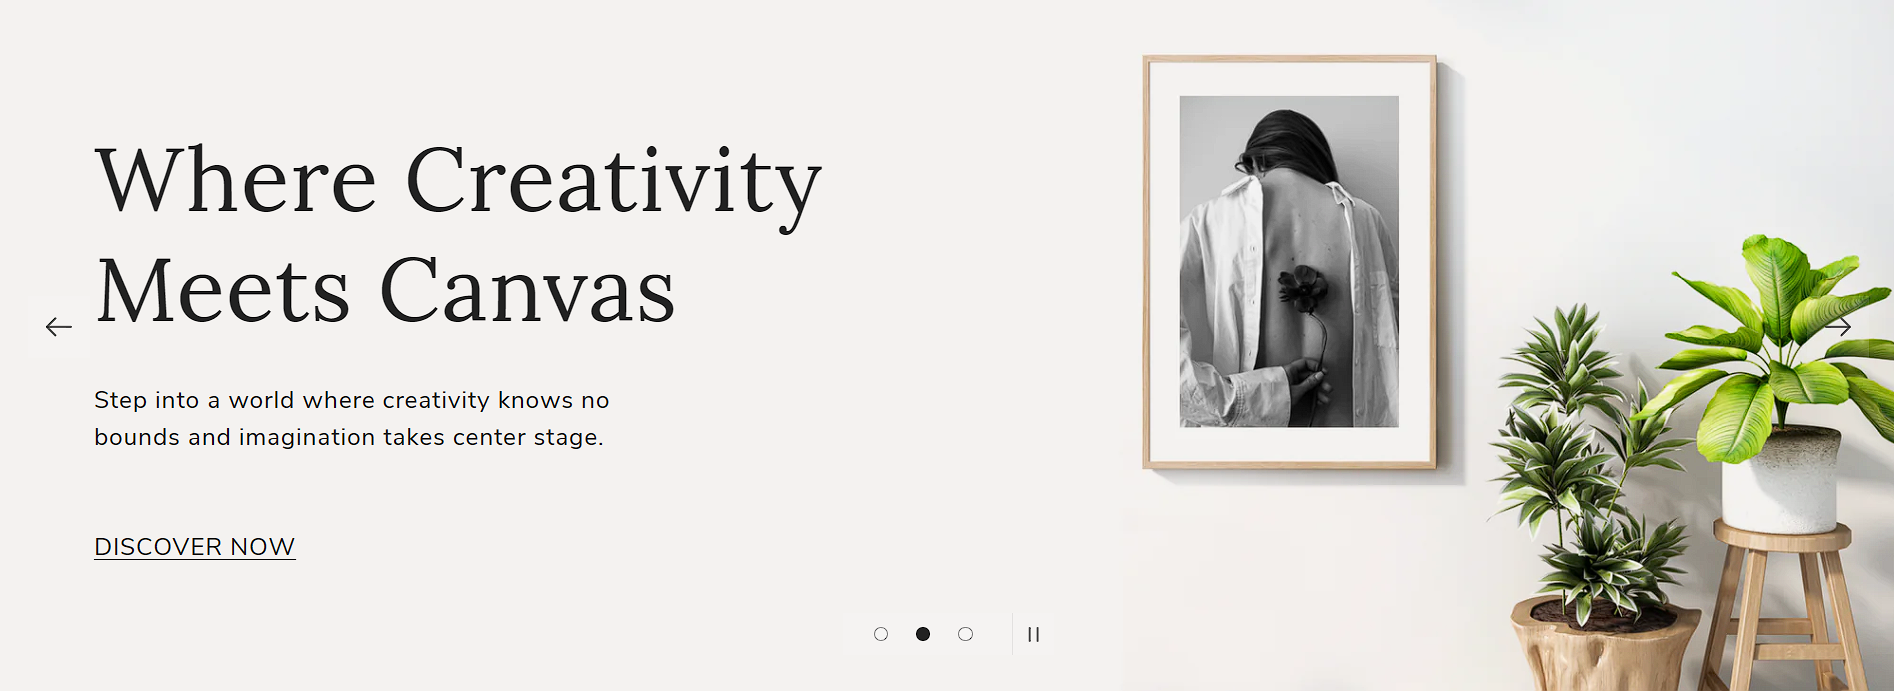 Where Creativity
Meets Canvas
Step into a world where creativity knows no
bounds and imagination takes center stage.
DISCOVER NOW